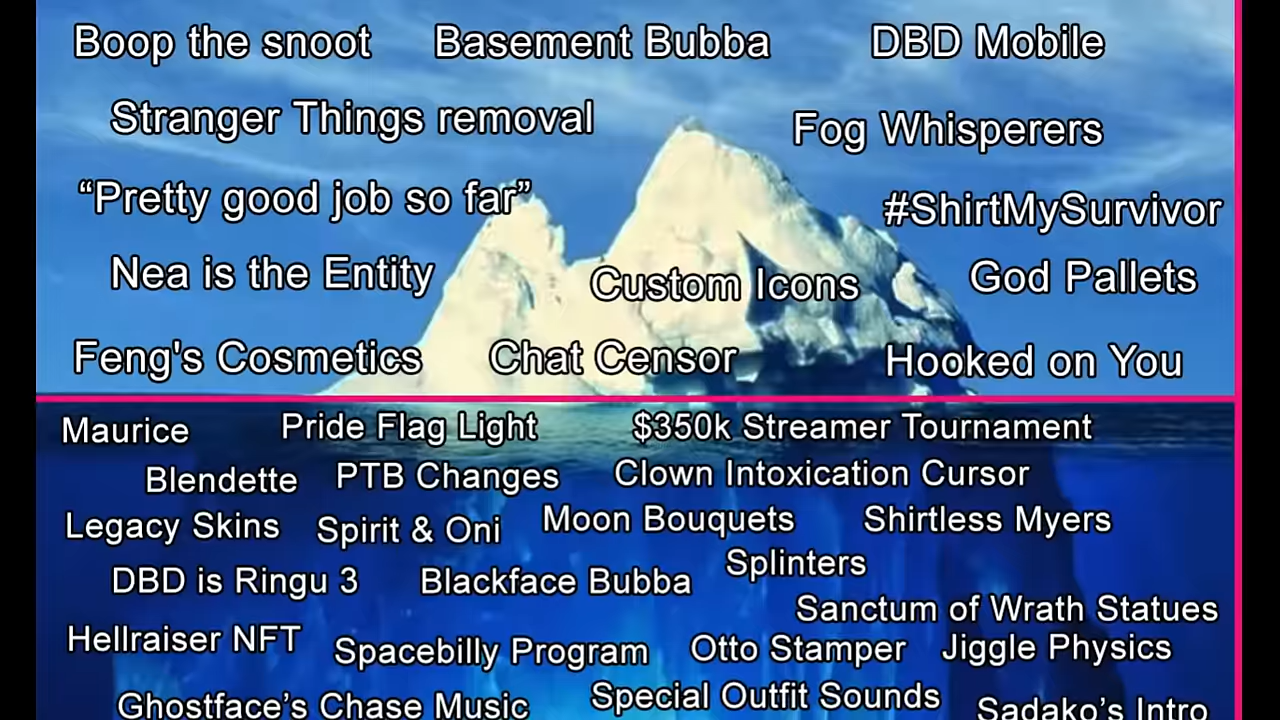 Boop the snoot
Basement Bubba
DBD Mobile
Stranger Things removal
Fog Whisperers
“Pretty good job so far”
#ShirtMySurvivor
Nea is the Entity
Custom Icons
God Pallets
Feng's Cosmetics
Chat Censor
Hooked on You
Maurice
Pride Flag Light
$350k Streamer Tournament
Blendette
PTB Changes
Clown Intoxication Cursor
Legacy Skins
Spirit & Oni
Moon Bouquets
Shirtless Myers
Splinters
DBD is Ringu 3
Blackface Bubba
Sanctum of Wrath Statues
Hellraiser NFT
Spacebilly Program
Otto Stamper
Jiggle Physics
Ghostface’s Chase Music
Special Outfit Sounds
Sadako’s Intro